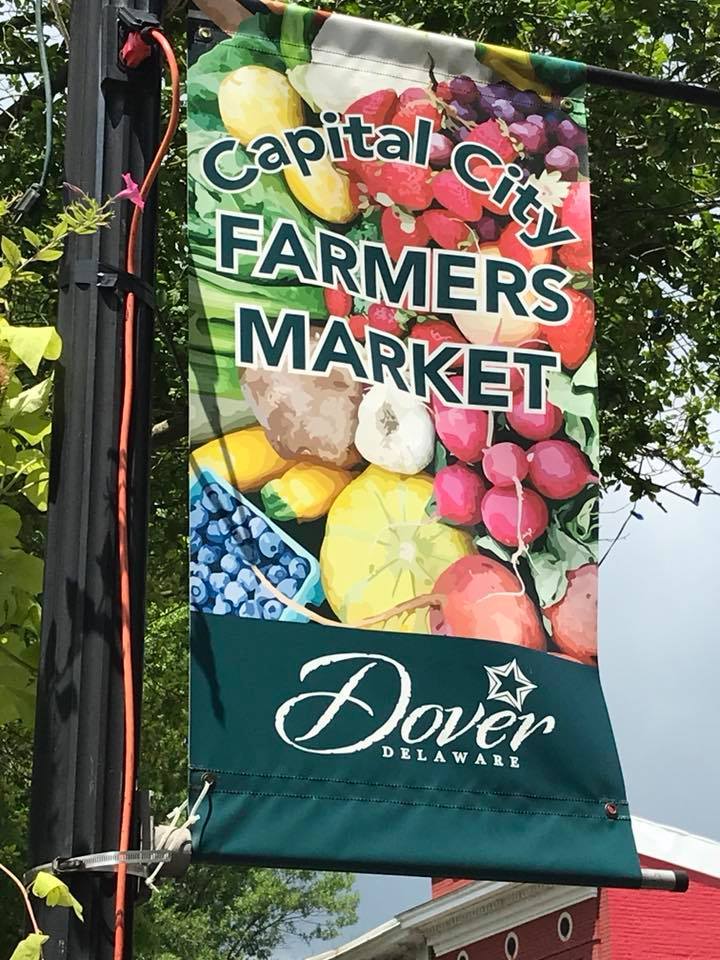 Capital City
FARMERS
MARKET
Dover
DELAWARE